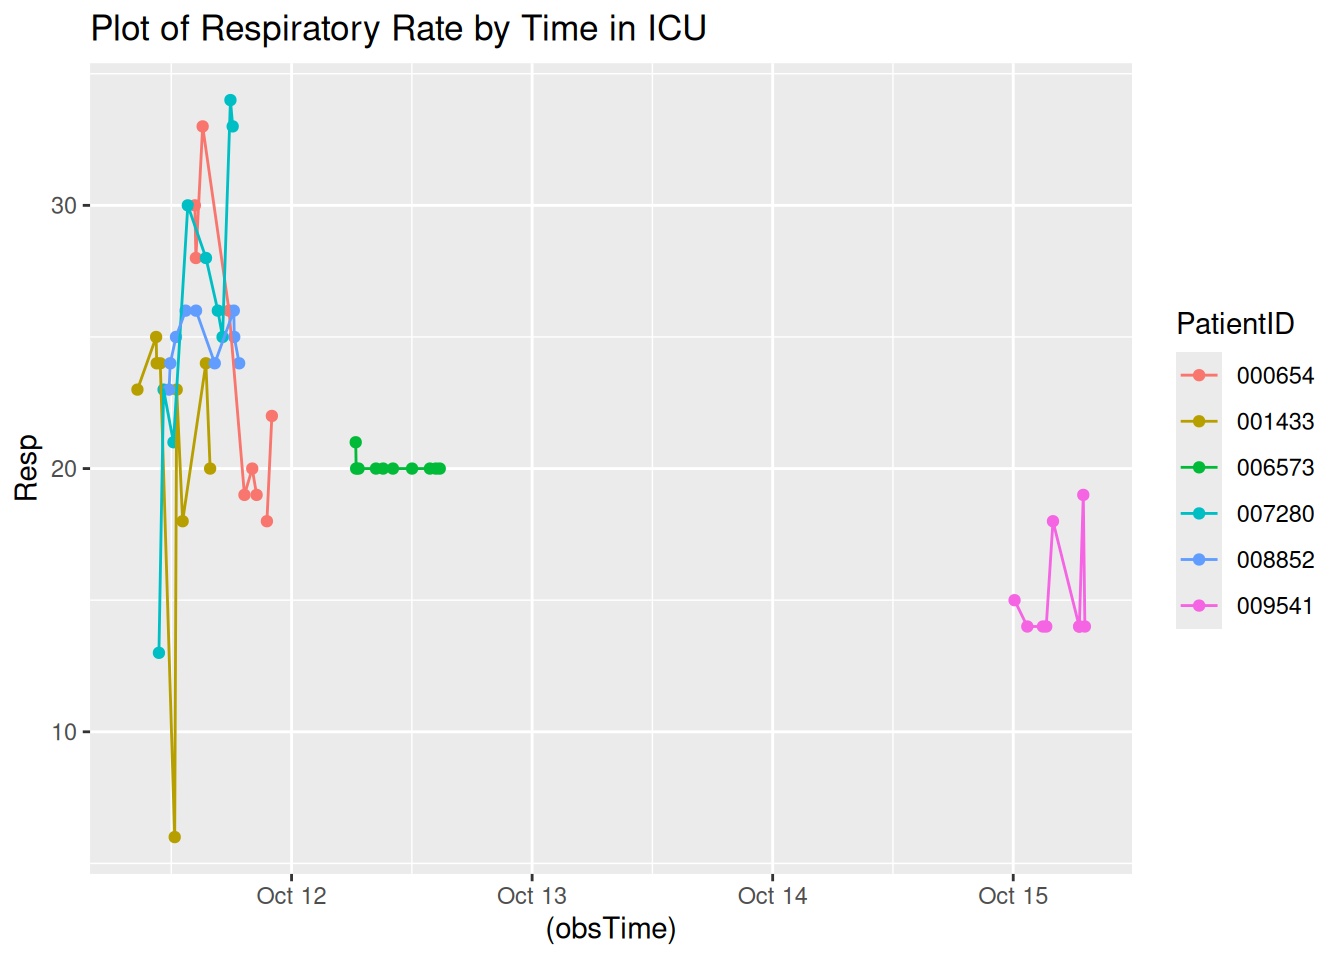 Plot of Respiratory Rate by Time in ICU
Resp
30
20
10
Oct 12
Oct 13
Oct 14
Oct 15
(obsTime)
PatientID
000654
001433
006573
007280
008852
009541